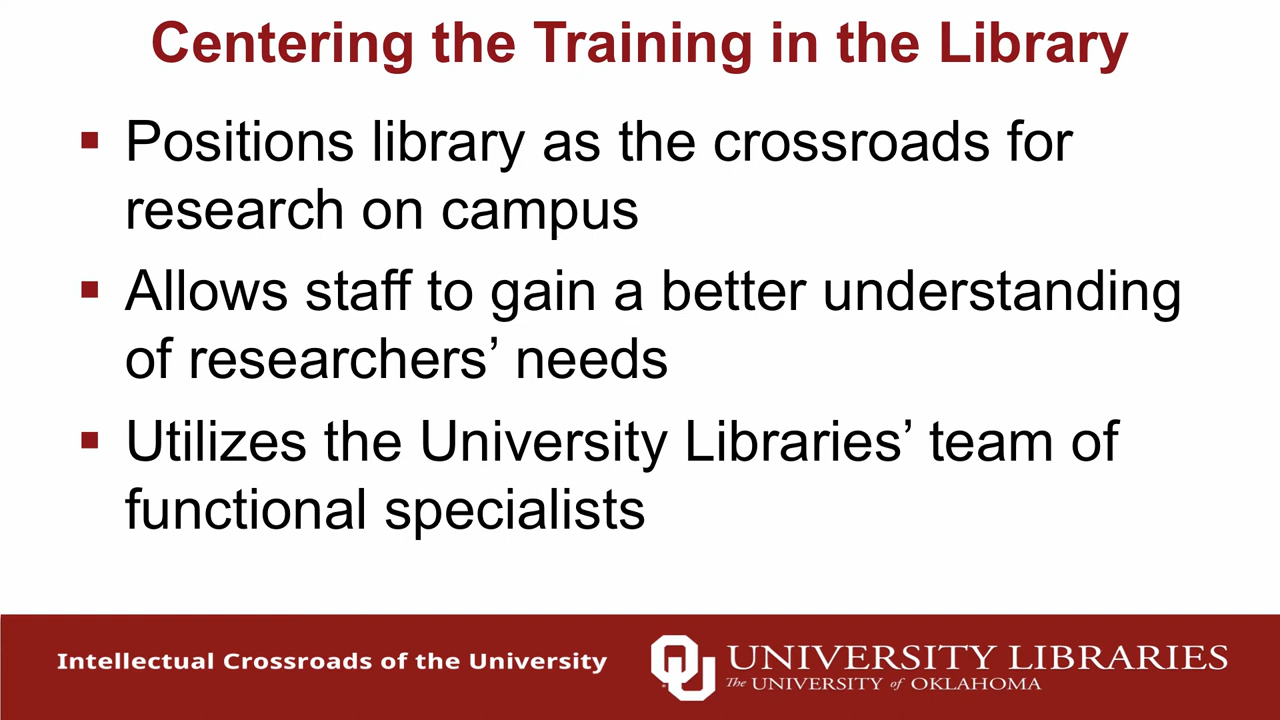 Centering the Training in the Library
▪ Positions library as the crossroads for
research on campus
▪ Allows staff to gain a better understanding
of researchers’ needs
▪ Utilizes the University Libraries’ team of
functional specialists
Intellectual Crossroads of the University
OU
UNIVERSITY LIBRARIES
The UNIVERSITY of OKLAHOMA